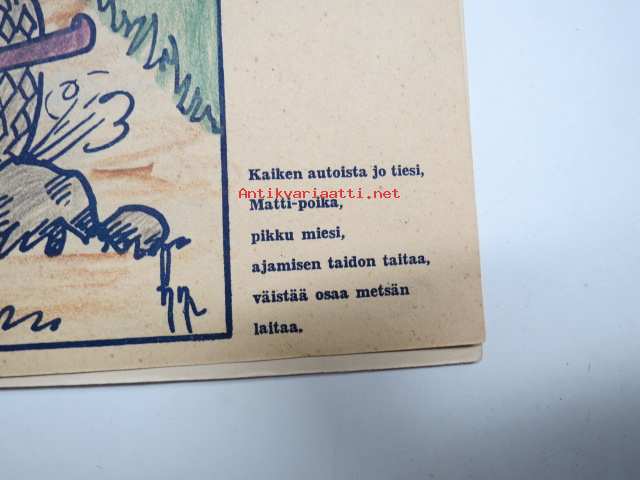 Kaiken autoista jo tiesi,
Antikvariaatti.net
Matti-poika,
pikku miesi,
ajamisen taidon taitaa,
väistää osaa metsän
laitaa.